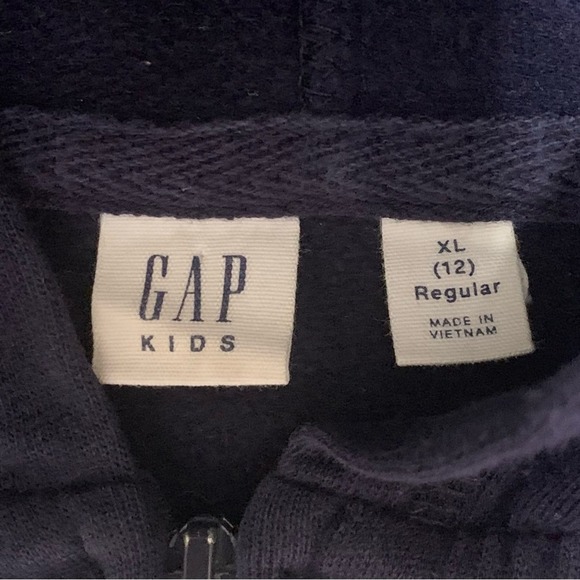 GAP
KIDS
XL
(12)
Regular
MADE IN
VIETNAM